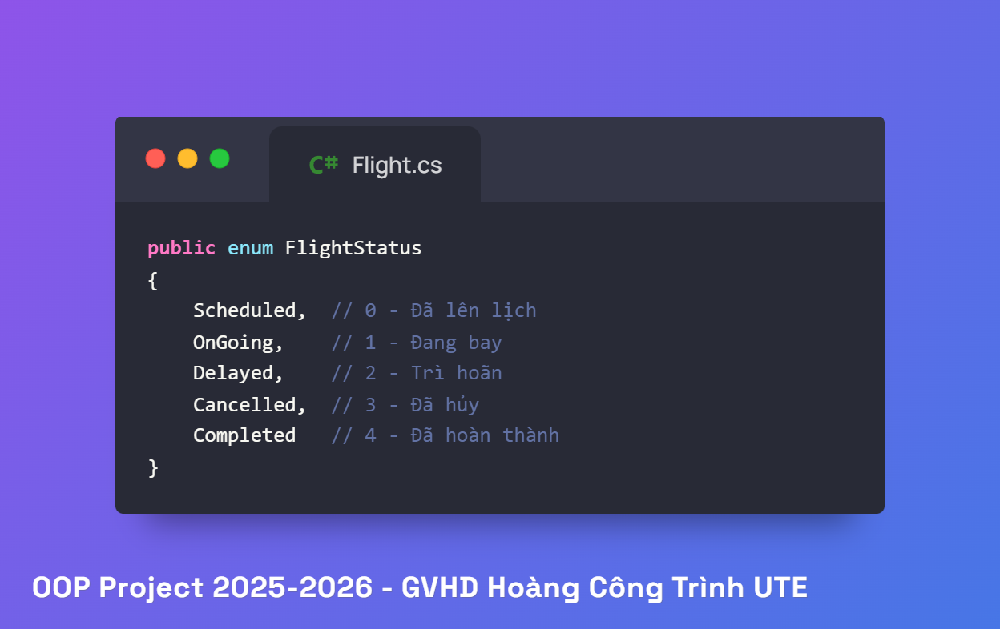 C# Flight.cs
public enum FlightStatus
{
    Scheduled,  // 0 - Đã lên lịch
    OnGoing,    // 1 - Đang bay
    Delayed,    // 2 - Trì hoãn
    Cancelled,  // 3 - Đã hủy
    Completed   // 4 - Đã hoàn thành
}
OOP Project 2025-2026 - GVHD Hoàng Công Trình UTE